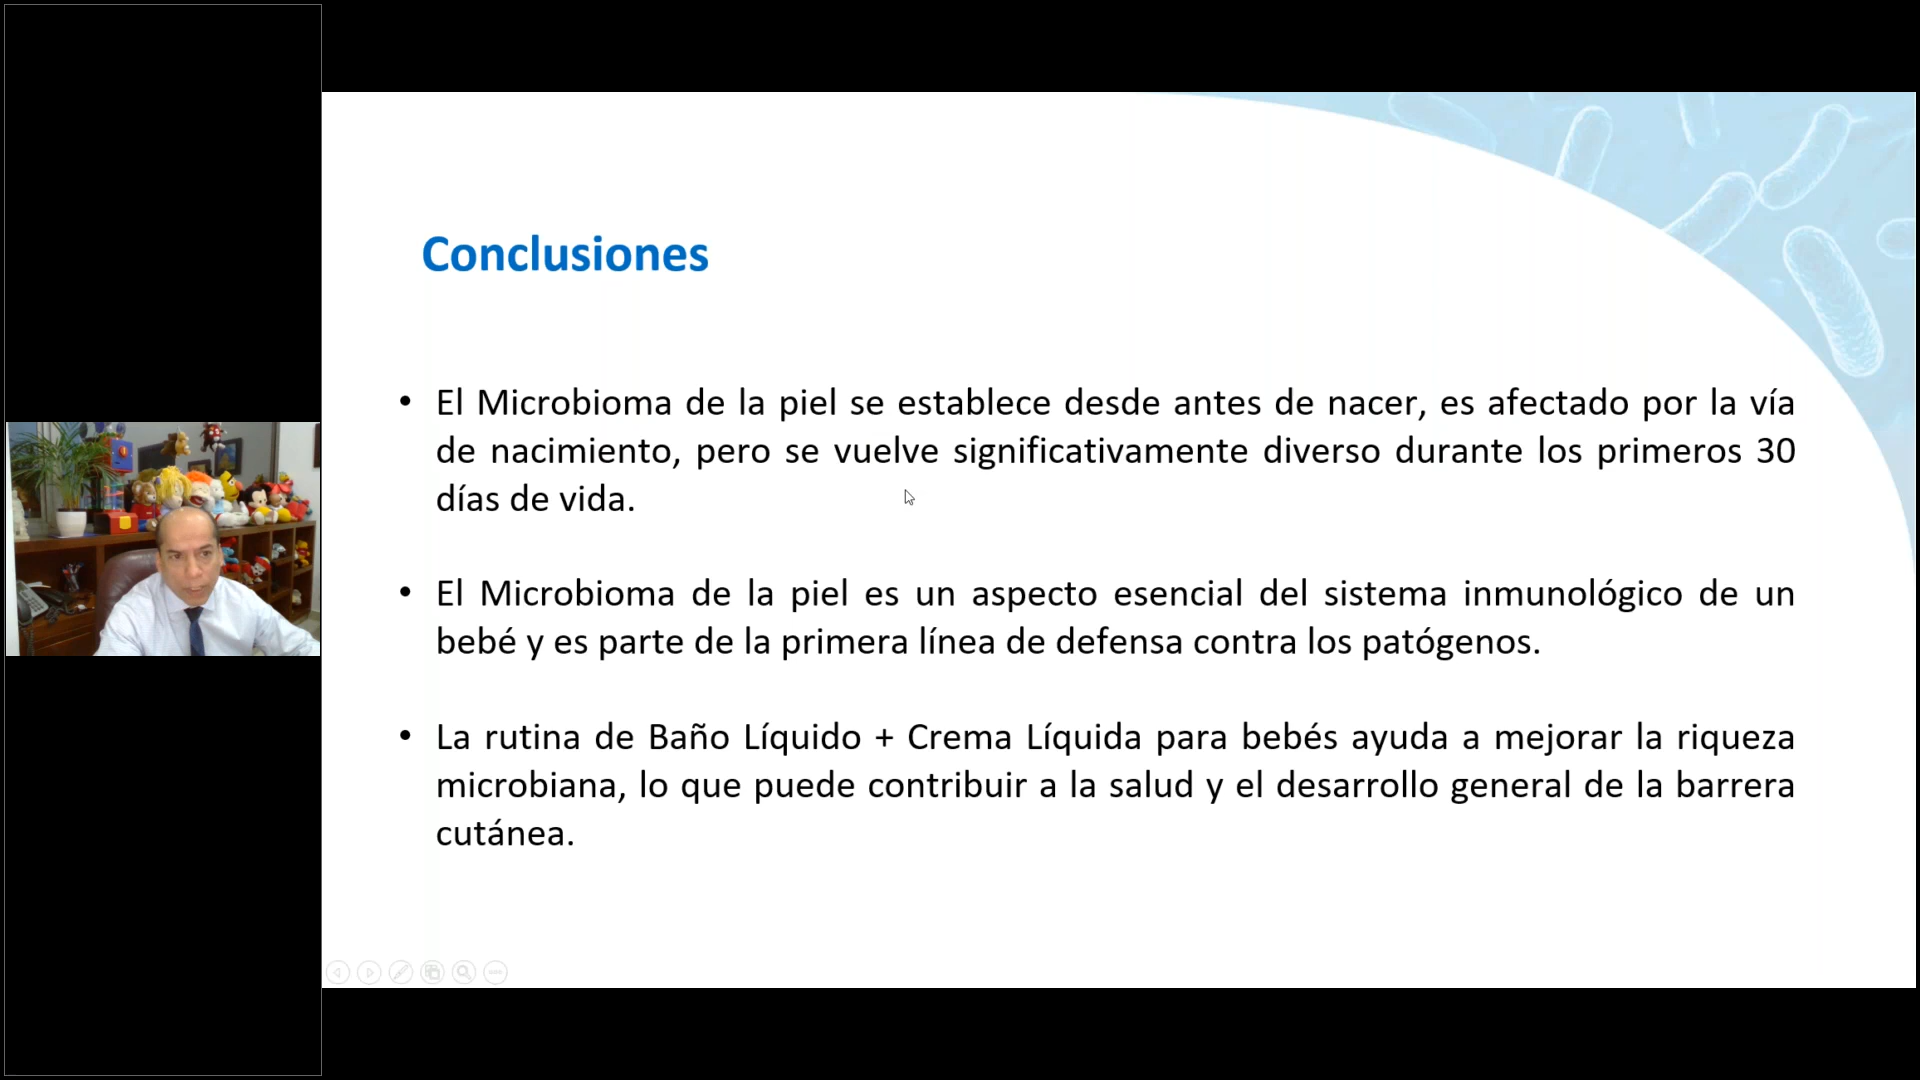 Conclusiones
• El Microbioma de la piel se establece desde antes de nacer, es afectado por la vía
de nacimiento, pero se vuelve significativamente diverso durante los primeros 30
días de vida.
• El Microbioma de la piel es un aspecto esencial del sistema inmunológico de un
bebé y es parte de la primera línea de defensa contra los patógenos.
• La rutina de Baño Líquido + Crema Líquida para bebés ayuda a mejorar la riqueza
microbiana, lo que puede contribuir a la salud y el desarrollo general de la barrera
cutánea.